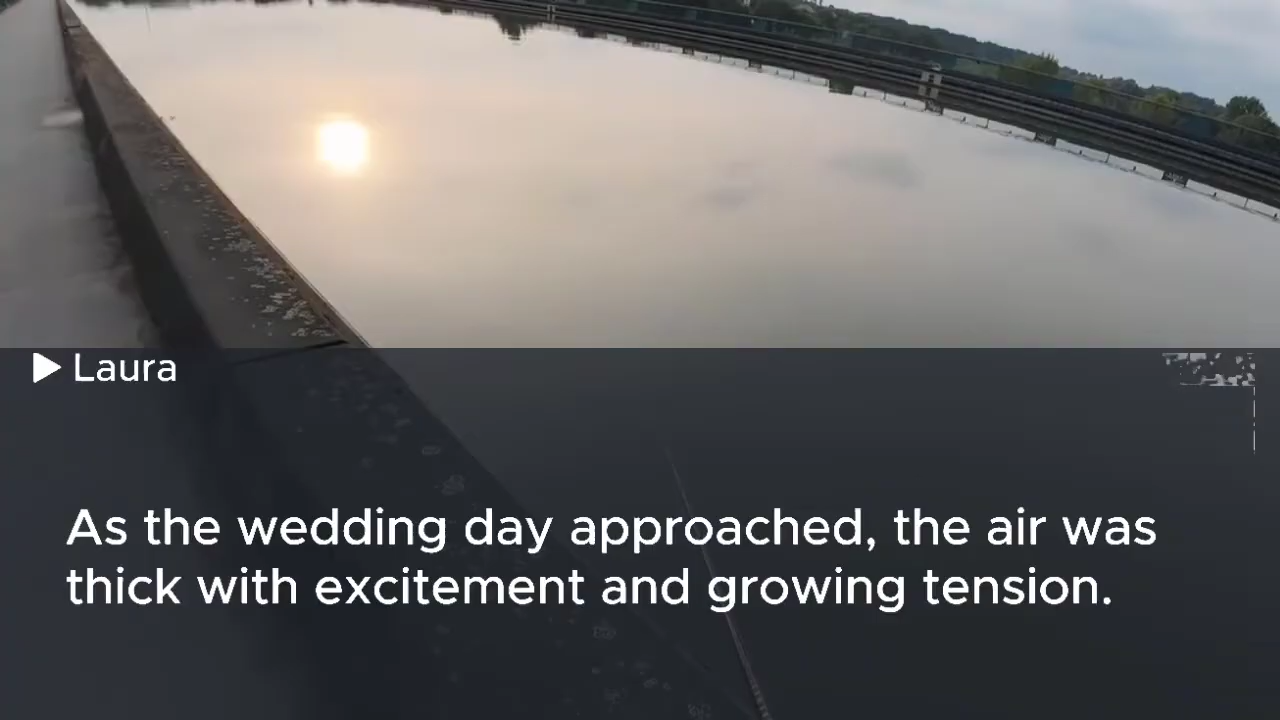 Laura
As the wedding day approached, the air was
thick with excitement and growing tension.